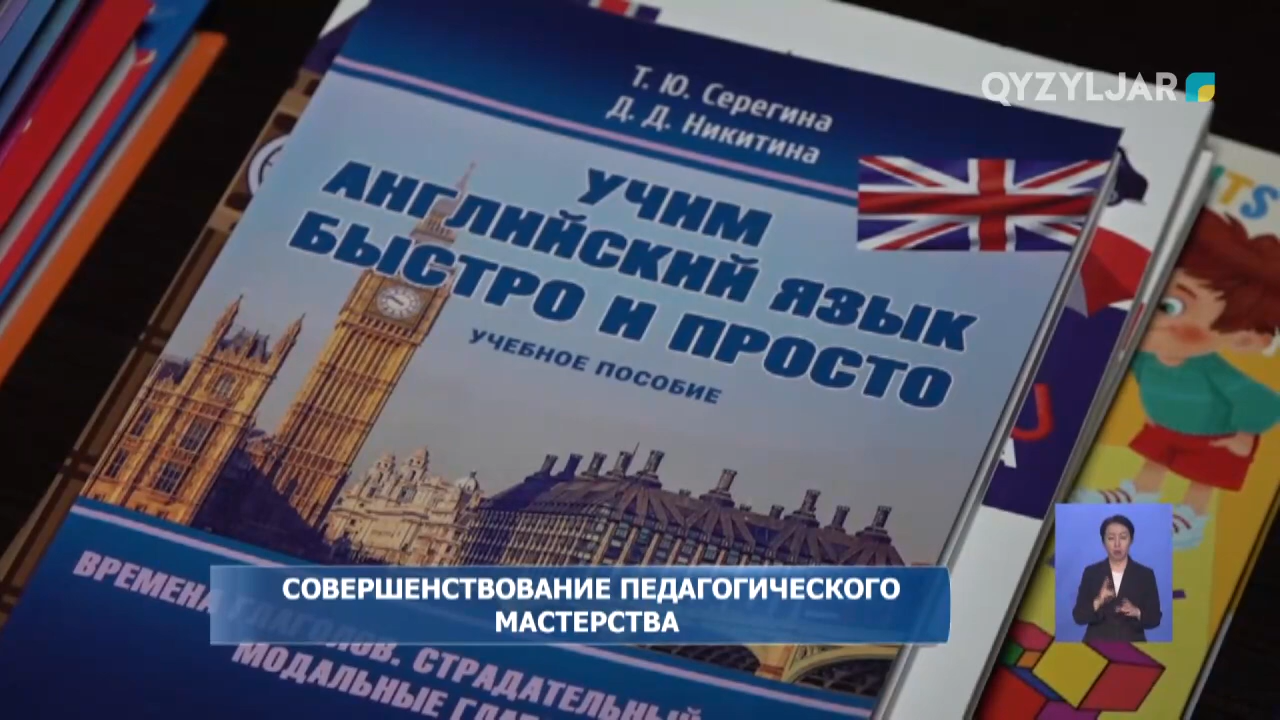 QYZYLJAR
Т. Ю. Серегина
Д. Д. Никитина
УЧИМ
АНГЛИЙСКИЙ ЯЗЫК
БЫСТРО И ПРОСТО
УЧЕБНОЕ ПОСОБИЕ
ВРЕМЕНА ГЛАГОЛОВ. СТРАДАТЕЛЬНЫЙ
МОДАЛЬНЫЕ
СОВЕРШЕНСТВОВАНИЕ ПЕДАГОГИЧЕСКОГО
МАСТЕРСТВА